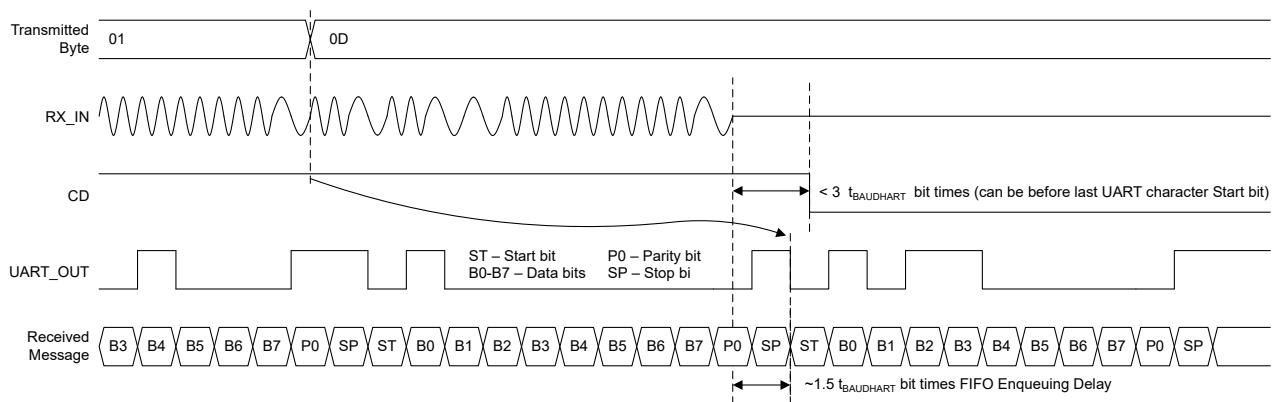 Transmitted Byte
01
0D
RX_IN
CD
< 3 tBAUDHART bit times (can be before last UART character Start bit)
UART_OUT
ST – Start bit
P0 – Parity bit
B0-B7 – Data bits
SP – Stop bi
Received Message
B3 B4 B5 B6 B7 P0 SP ST B0 B1 B2 B3 B4 B5 B6 B7 P0 SP ST B0 B1 B2 B3 B4 B5 B6 B7 P0 SP
~1.5 tBAUDHART bit times FIFO Enqueuing Delay